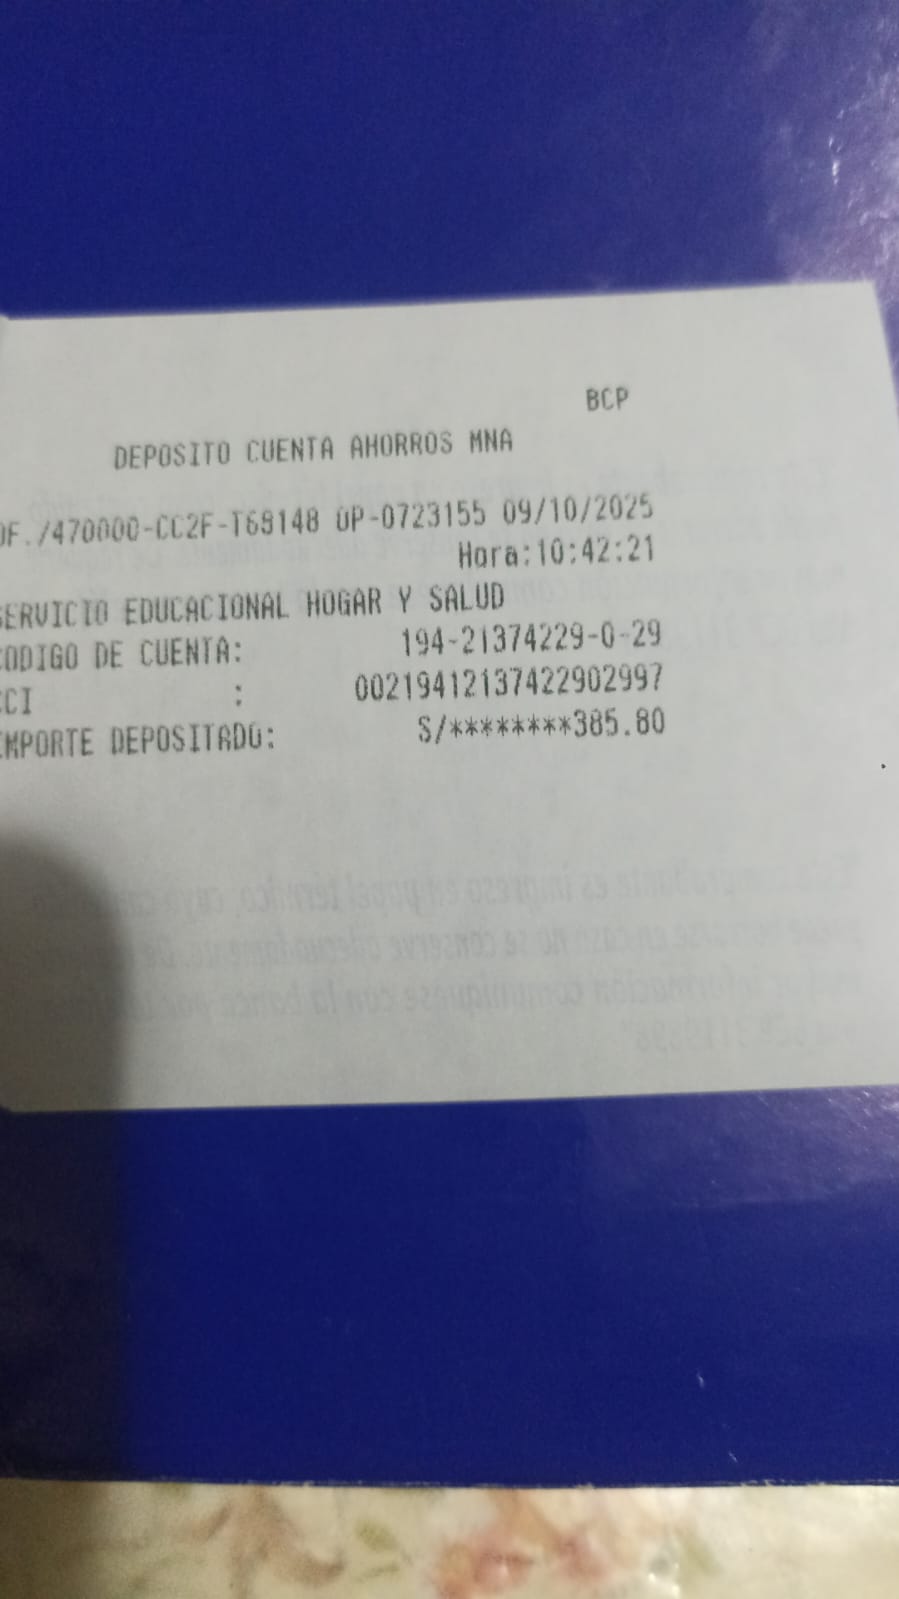 BCP
DEPOSITO CUENTA AHORROS MNA
OF./470000-CC2F-T69148 OP-0723155 09/10/2025
Hora:10:42:21
SERVICIO EDUCACIONAL HOGAR Y SALUD
CODIGO DE CUENTA: 194-21374229-0-29
CCI : 00219412137422902997
IMPORTE DEPOSITADO: S/********385.80